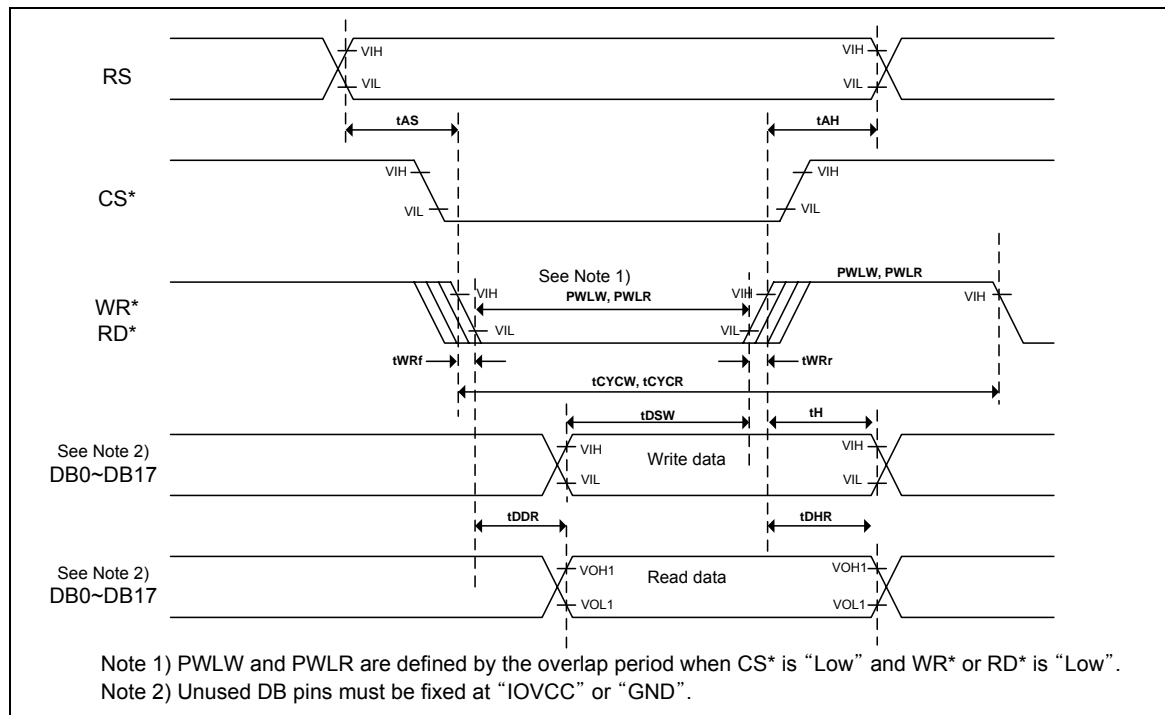 VIH VIH
RS
VIL VIL
tAS tAH
VIH VIH
CS*
VIL VIL
See Note 1) PWLW, PWLR
VIH PWLW, PWLR VIH VIH
WR*
RD* VIL VIL
tWRf tWRr
tCYCW, tCYCR
tDSW tH
See Note 2) VIH Write data VIH
DB0~DB17 VIL VIL
tDDR tDHR
See Note 2) VOH1 Read data VOH1
DB0~DB17 VOL1 VOL1
Note 1) PWLW and PWLR are defined by the overlap period when CS* is “Low” and WR* or RD* is “Low”.
Note 2) Unused DB pins must be fixed at “IOVCC” or “GND”.